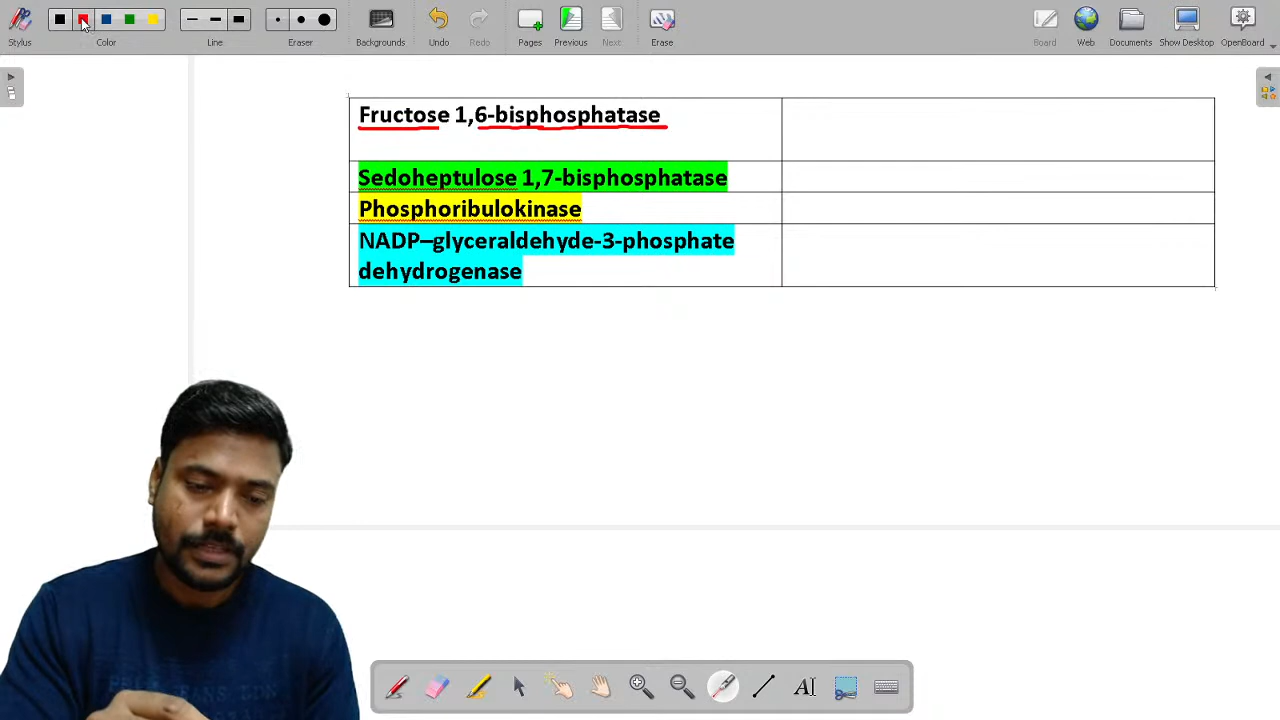 Stylus
Color
Line
Eraser
Backgrounds
Undo
Redo
Pages
Previous
Next
Erase
Board
Web
Documents
Show Desktop
OpenBoard
Fructose 1,6-bisphosphatase
Sedoheptulose 1,7-bisphosphatase
Phosphoribulokinase
NADP–glyceraldehyde-3-phosphate
dehydrogenase